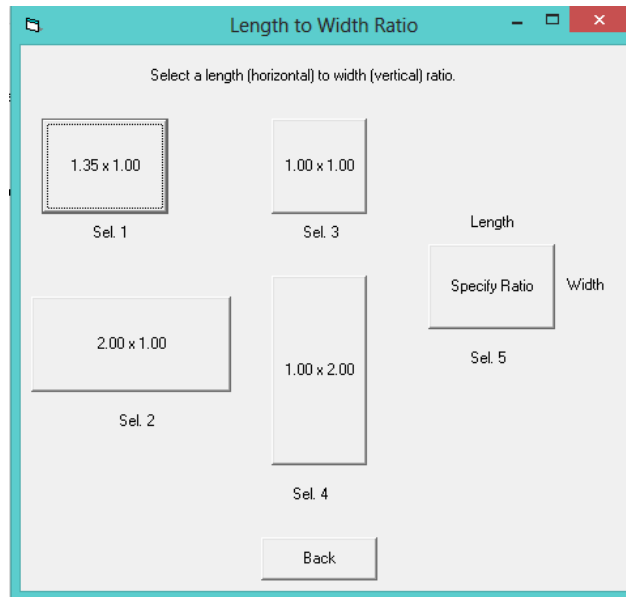 Length to Width Ratio
Select a length (horizontal) to width (vertical) ratio.
1.35 x 1.00
1.00 x 1.00
Sel. 1
Sel. 3
Length
Specify Ratio
Width
2.00 x 1.00
1.00 x 2.00
Sel. 5
Sel. 2
Sel. 4
Back